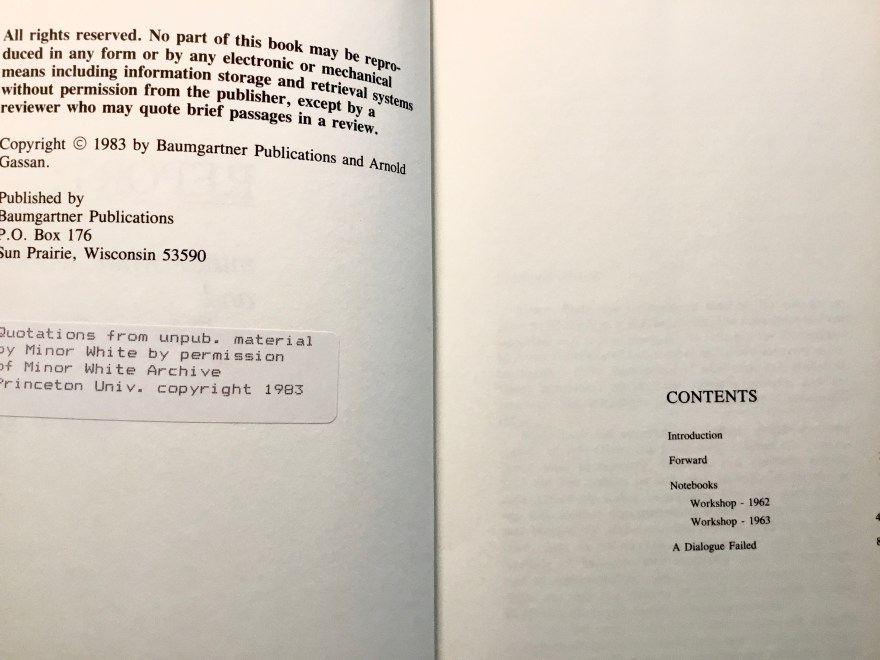 All rights reserved. No part of this book may be repro-
duced in any form or by any electronic or mechanical
means including information storage and retrieval systems
without permission from the publisher, except by a
reviewer who may quote brief passages in a review.
Copyright © 1983 by Baumgartner Publications and Arnold
Gassan.
Published by
Baumgartner Publications
P.O. Box 176
Sun Prairie, Wisconsin 53590
Quotations from unpub. material
by Minor White by permission
of Minor White Archive
Princeton Univ. copyright 1983
CONTENTS
Introduction
Forward
Notebooks
Workshop - 1962
Workshop - 1963
A Dialogue Failed